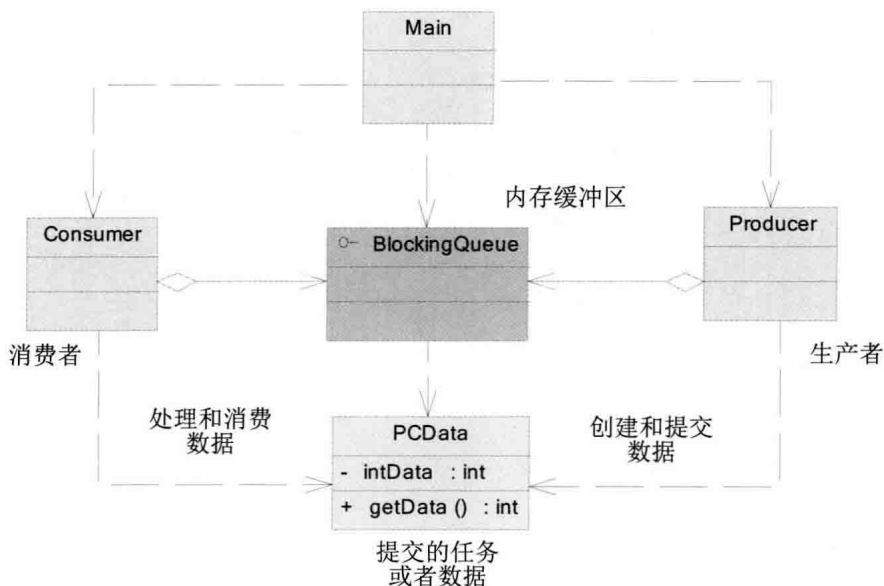 Main
内存缓冲区
Consumer
BlockingQueue
Producer
消费者
生产者
处理和消费
数据
PCData
- intData : int
+ getData () : int
创建和提交
数据
提交的任务
或者数据